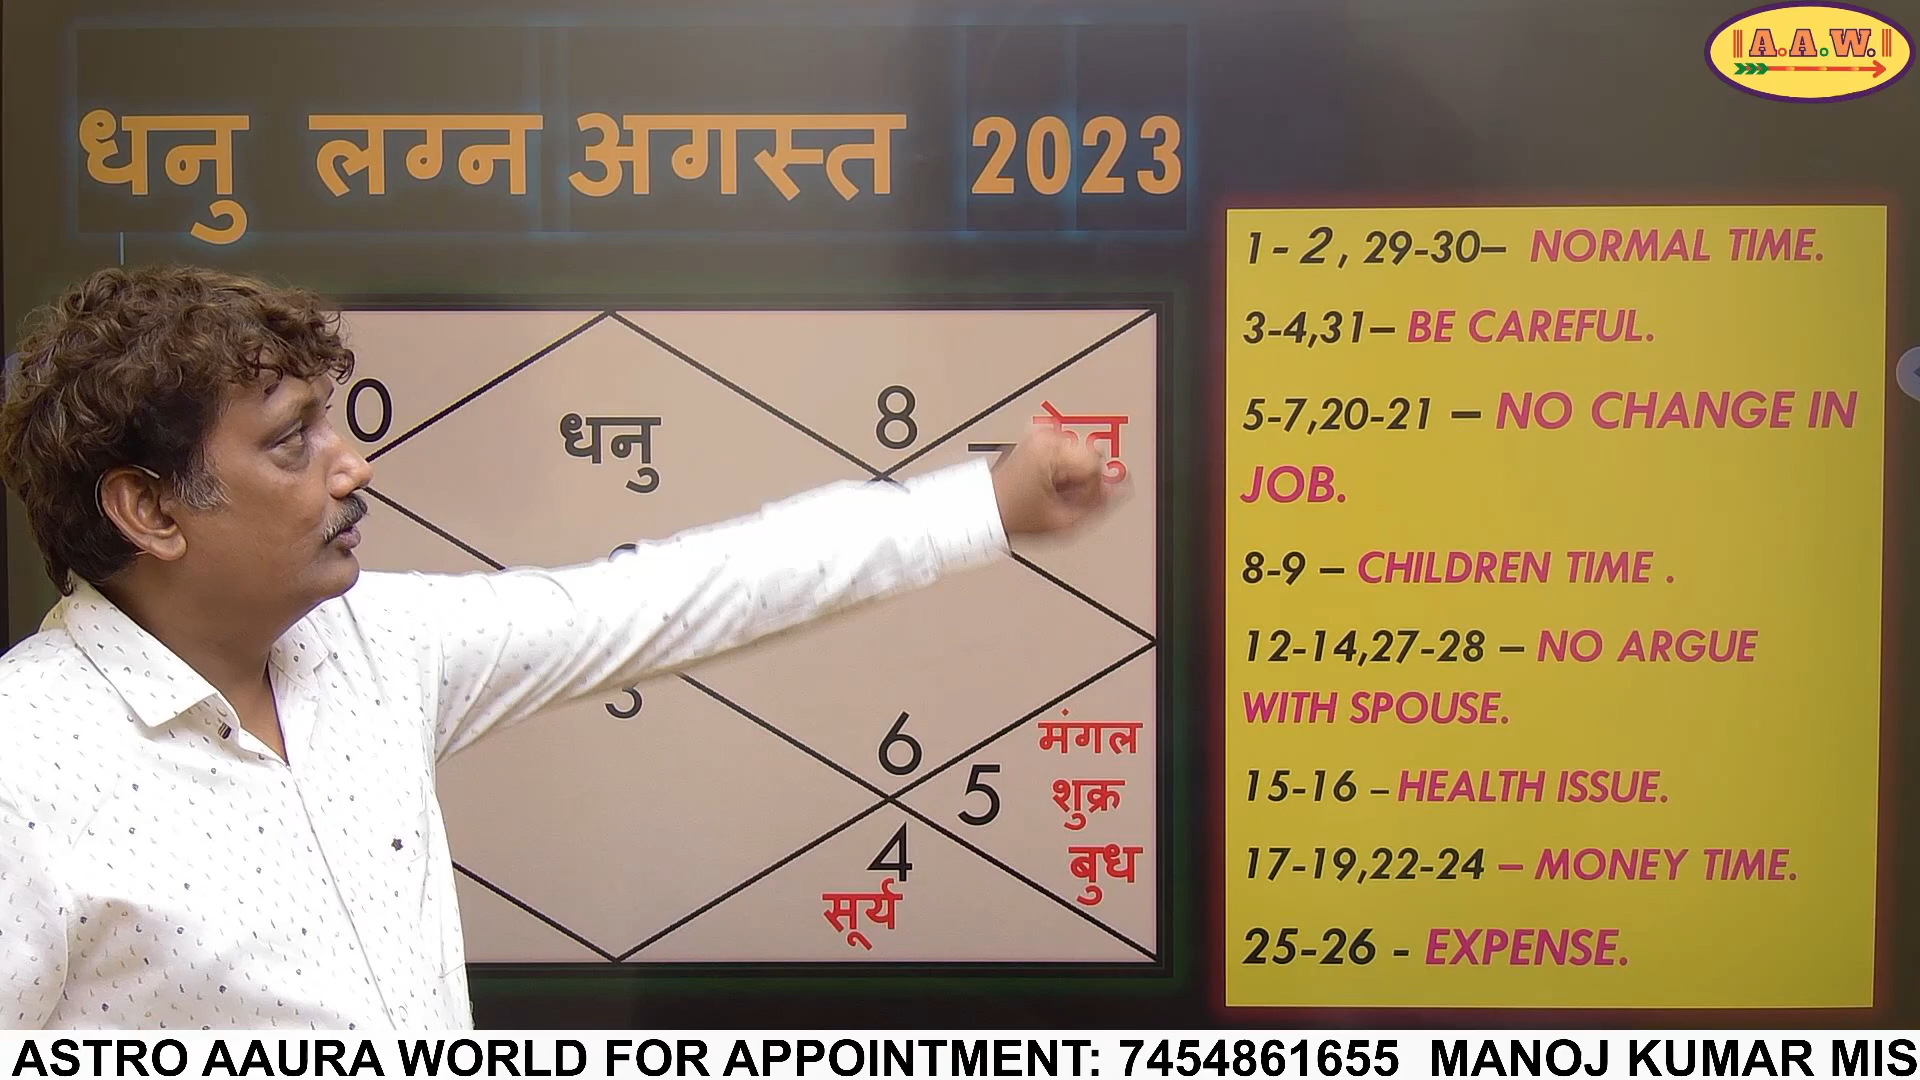 A.A.W.
धनु लग्न अगस्त 2023
1-2, 29-30– NORMAL TIME.
3-4,31– BE CAREFUL.
5-7,20-21 – NO CHANGE IN
JOB.
8-9 – CHILDREN TIME .
12-14,27-28 – NO ARGUE
WITH SPOUSE.
15-16 – HEALTH ISSUE.
17-19,22-24 – MONEY TIME.
25-26 - EXPENSE.
0
धनु
8
केतु
3
6
मंगल
5
शुक्र
4
बुध
सूर्य
ASTRO AAURA WORLD FOR APPOINTMENT: 7454861655 MANOJ KUMAR MIS